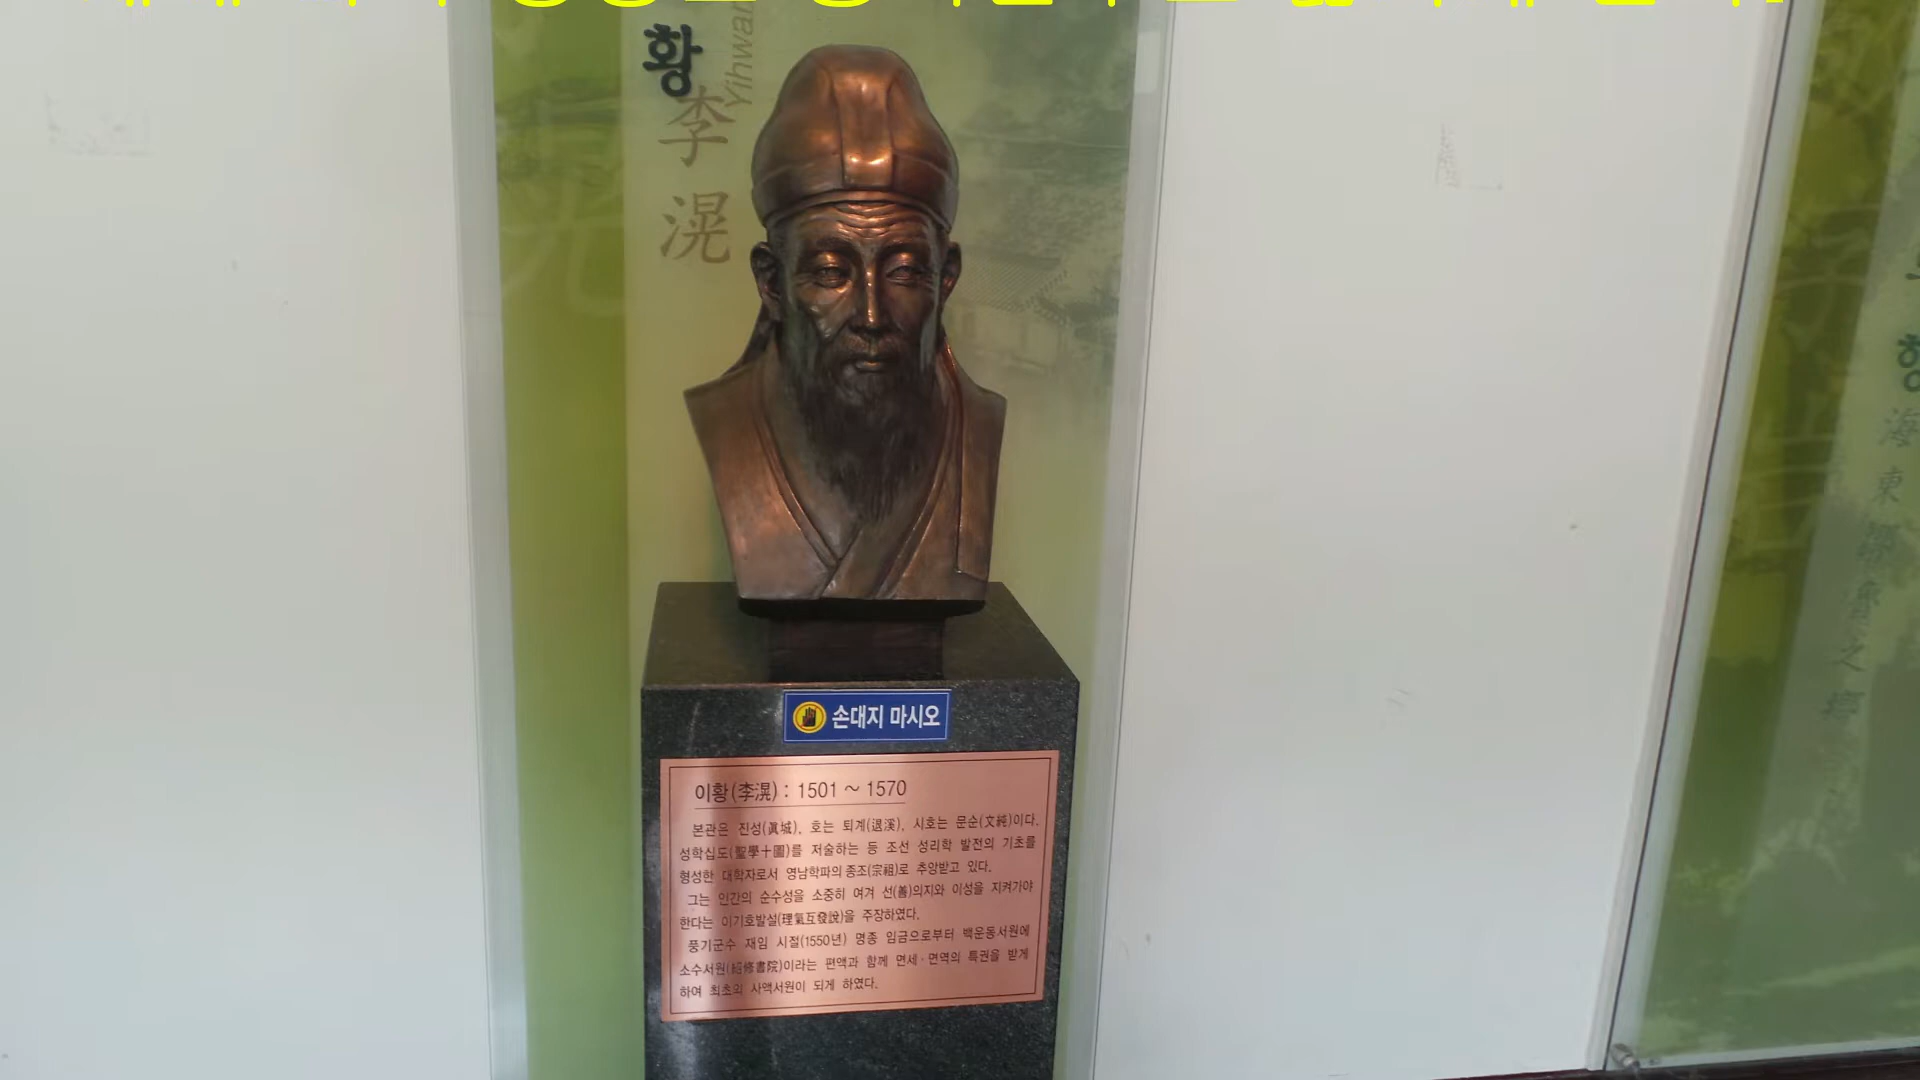 황
Yihwan
李
滉
손대지 마시오
이황(李滉) : 1501 ~ 1570
본관은 진성(眞城), 호는 퇴계(退溪), 시호는 문순(文純)이다.
성학십도(聖學十圖)를 저술하는 등 조선 성리학 발전의 기초를
형성한 대학자로서 영남학파의 종조(宗祖)로 추앙받고 있다.
그는 인간의 순수성을 소중히 여겨 선(善)의지와 이성을 지켜가야
한다는 이기호발설(理氣互發說)을 주장하였다.
풍기군수 재임 시절(1550년) 명종 임금으로부터 백운동서원에
소수서원(紹修書院)이라는 편액과 함께 면세·면역의 특권을 받게
하여 최초의 사액서원이 되게 하였다.
海
東
之